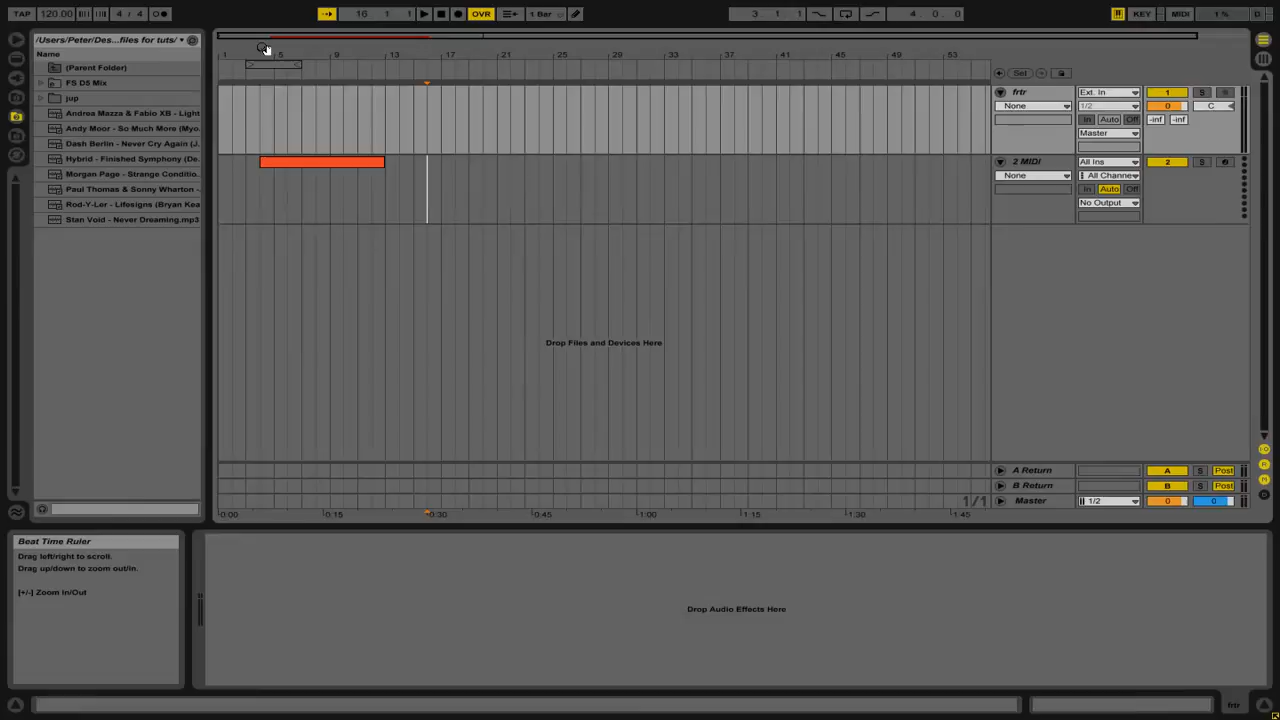 TAP 120.00 4 / 4 16 1 1 OVR 1 Bar 3. 1. 1 4. 0. 0 KEY MIDI 1 % D
/Users/Peter/Des...files for tuts/
Name
(Parent Folder)
FS D5 Mix
jup
Andrea Mazza & Fabio XB - Light
Andy Moor - So Much More (Myo.
Dash Berlin - Never Cry Again (J.
Hybrid - Finished Symphony (De.
Morgan Page - Strange Conditio..
Paul Thomas & Sonny Wharton -
Rod-Y-Ler - Lifesigns (Bryan Kea
Stan Void - Never Dreaming.mp3
1 5 9 13 17 21 25 29 33 37 41 45 49 53
Set
frtr Ext. In 1 S
None 1/2 0 C
In Auto Off -inf -inf
Master
2 MIDI All Ins 2 S
None All Channe
In Auto Off
No Output
Drop Files and Devices Here
A Return A S Post
B Return B S Post
1/1 Master 1/2 0 0
0:00 0:15 0:30 0:45 1:00 1:15 1:30 1:45
Beat Time Ruler
Drag left/right to scroll.
Drag up/down to zoom out/in.
[+/-] Zoom In/Out
Drop Audio Effects Here
frtr